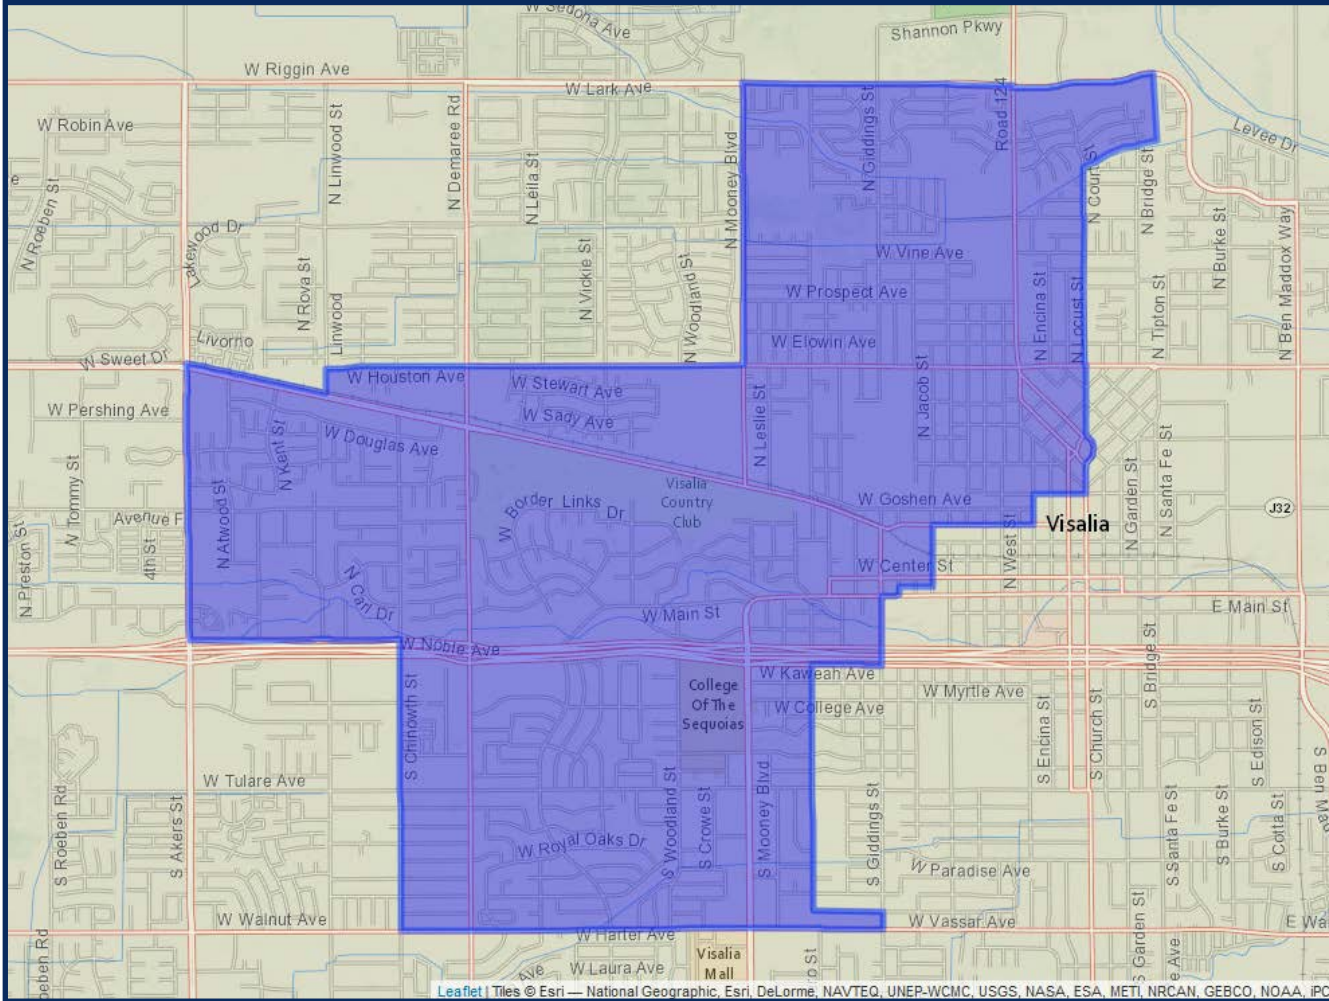 W Sedona Ave
Shannon Pkwy
W Riggin Ave
W Lark Ave
W Robin Ave
N Linwood St
N Demaree Rd
N Leila St
N Mooney Blvd
N Giddings St
Road 124
Levee Dr
N Roeben St
Lakewood Dr
N Rova St
Linwood
N Vickie St
N Woodland St
W Vine Ave
W Prospect Ave
W Elowin Ave
N Encina St
N Locust St
N Court St
N Bridge St
N Tipton St
N Burke St
N Ben Maddox Way
Livorno
W Sweet Dr
W Houston Ave
W Stewart Ave
W Sady Ave
W Pershing Ave
W Douglas Ave
N Kent St
N Leslie St
N Jacob St
N Tommy St
Avenue F
4th St
N Preston St
N Atwood St
W Border Links Dr
Visalia
Country
Club
W Goshen Ave
Visalia
N Garden St
N Santa Fe St
J32
N Carl Dr
W Center St
N West St
W Main St
E Main St
W Noble Ave
W Kaweah Ave
College
Of The
Sequoias
W College Ave
W Myrtle Ave
S Chinowth St
S Encina St
S Church St
S Bridge St
S Edison St
S Ben Ma
W Tulare Ave
S Roeben Rd
S Akers St
W Royal Oaks Dr
S Woodland St
S Crowe St
S Mooney Blvd
S Giddings St
W Paradise Ave
S Santa Fe St
S Burke St
S Cotta St
W Walnut Ave
W Harter Ave
W Vassar Ave
E Wa
S Garden St
e Ave
oeben Rd
Ave
W Laura Ave
Visalia
Mall
o St
Leaflet | Tiles © Esri — National Geographic, Esri, DeLorme, NAVTEQ, UNEP-WCMC, USGS, NASA, ESA, METI, NRCAN, GEBCO, NOAA, iPC